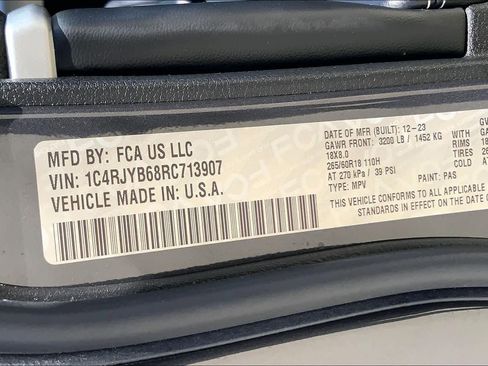 MFD BY: FCA US LLC
VIN: 1C4RJYB68RC713907
VEHICLE MADE IN: U.S.A.
DATE OF MFR (BUILT): 12-23
GAWR FRONT: 3200 LB / 1452 KG
18X8.0
265/60R18 110H
AT 270 kPa / 39 PSI
TYPE: MPV
PAINT: PAS
THIS VEHICLE CONFORMS TO ALL APPLICABLE
STANDARDS IN EFFECT ON THE DATE O
GV
WITH
RIMS
TIRES
COLD